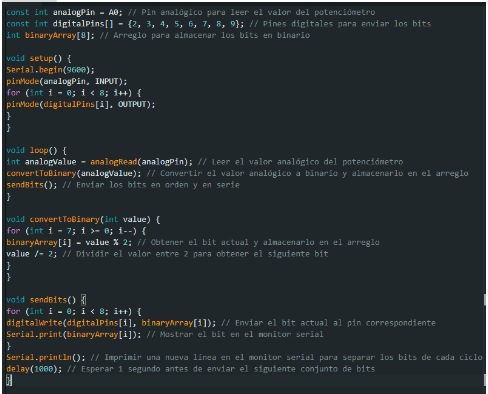 const int analogPin = A0; // Pin analógico para leer el valor del potenciómetro
const int digitalPins[] = {2, 3, 4, 5, 6, 7, 8, 9}; // Pines digitales para enviar los bits
int binaryArray[8]; // Arreglo para almacenar los bits en binario

void setup() {
Serial.begin(9600);
pinMode(analogPin, INPUT);
for (int i = 0; i < 8; i++) {
pinMode(digitalPins[i], OUTPUT);
}
}

void loop() {
int analogValue = analogRead(analogPin); // Leer el valor analógico del potenciómetro
convertToBinary(analogValue); // Convertir el valor analógico a binario y almacenarlo en el arreglo
sendBits(); // Enviar los bits en orden y en serie
}

void convertToBinary(int value) {
for (int i = 7; i >= 0; i--) {
binaryArray[i] = value % 2; // Obtener el bit actual y almacenarlo en el arreglo
value /= 2; // Dividir el valor entre 2 para obtener el siguiente bit
}
}

void sendBits() {
for (int i = 0; i < 8; i++) {
digitalWrite(digitalPins[i], binaryArray[i]); // Enviar el bit actual al pin correspondiente
Serial.print(binaryArray[i]); // Mostrar el bit en el monitor serial
}
Serial.println(); // Imprimir una nueva línea en el monitor serial para separar los bits de cada ciclo
delay(1000); // Esperar 1 segundo antes de enviar el siguiente conjunto de bits
}